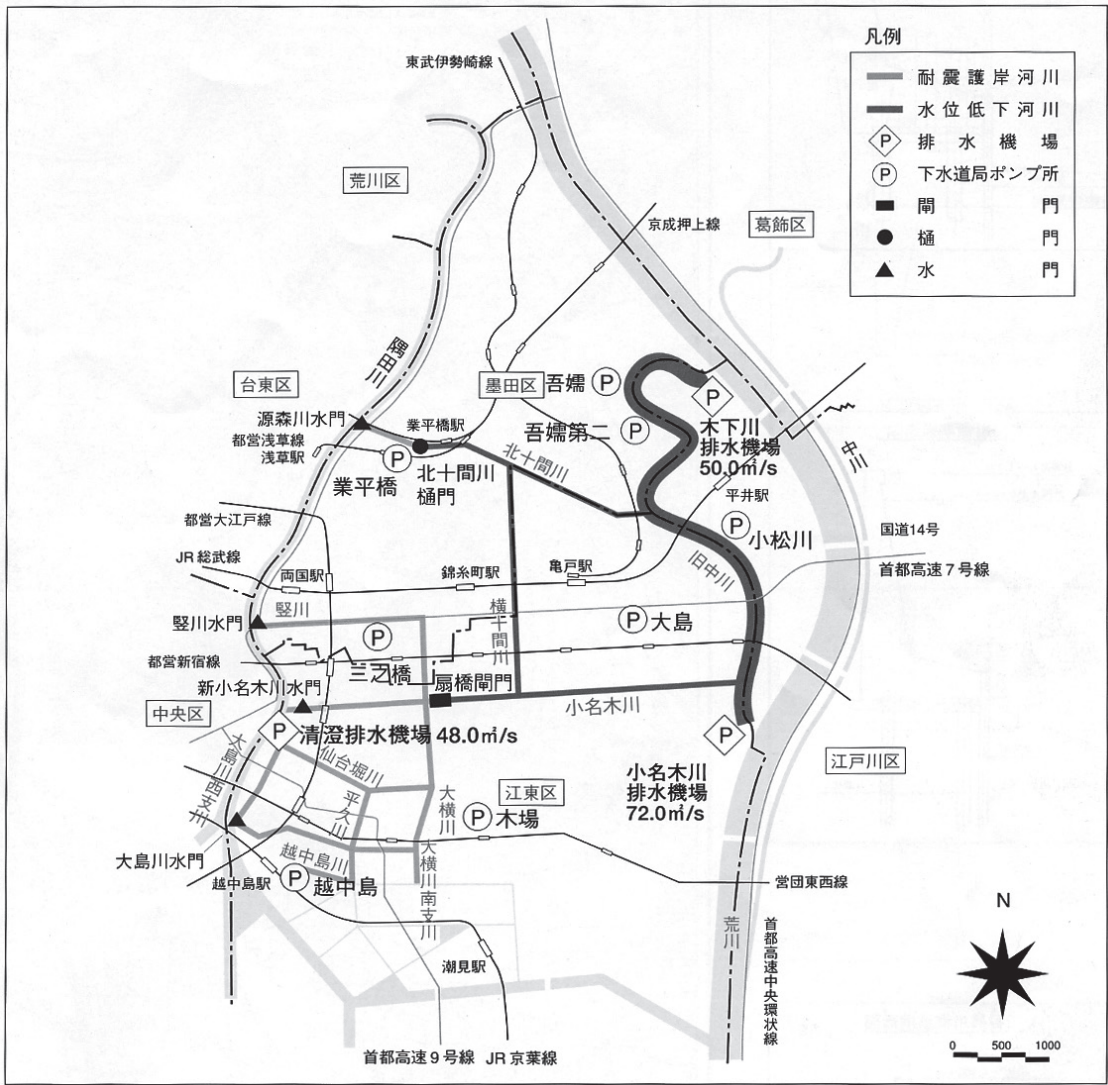 凡例
耐震護岸河川
水位低下河川
P 排水機場
P 下水道局ポンプ所
閘門
樋門
水門
東武伊勢崎線
荒川区
京成押上線
葛飾区
隅田川
台東区
墨田区
吾嬬 P
P
木下川
排水機場
50.0㎥/s
源森川水門
業平橋駅
都営浅草線
浅草駅
吾嬬第二 P
中川
P
業平橋
北十間川
樋門
北十間川
平井駅
都営大江戸線
P
小松川
国道14号
JR総武線
両国駅
錦糸町駅
亀戸駅
旧中川
首都高速7号線
竪川
竪川水門
横十間川
P
P 大島
都営新宿線
三之橋
新小名木川水門
扇橋閘門
小名木川
中央区
P
清澄排水機場 48.0㎥/s
P
大島川西支川
仙台堀川
小名木川
排水機場
72.0㎥/s
江戸川区
平久川
大横川
江東区
P 木場
大島川水門
越中島川
越中島駅
P 越中島
大横川南支川
営団東西線
荒川
首都高速中央環状線
N
潮見駅
首都高速9号線
JR京葉線
0 500 1000